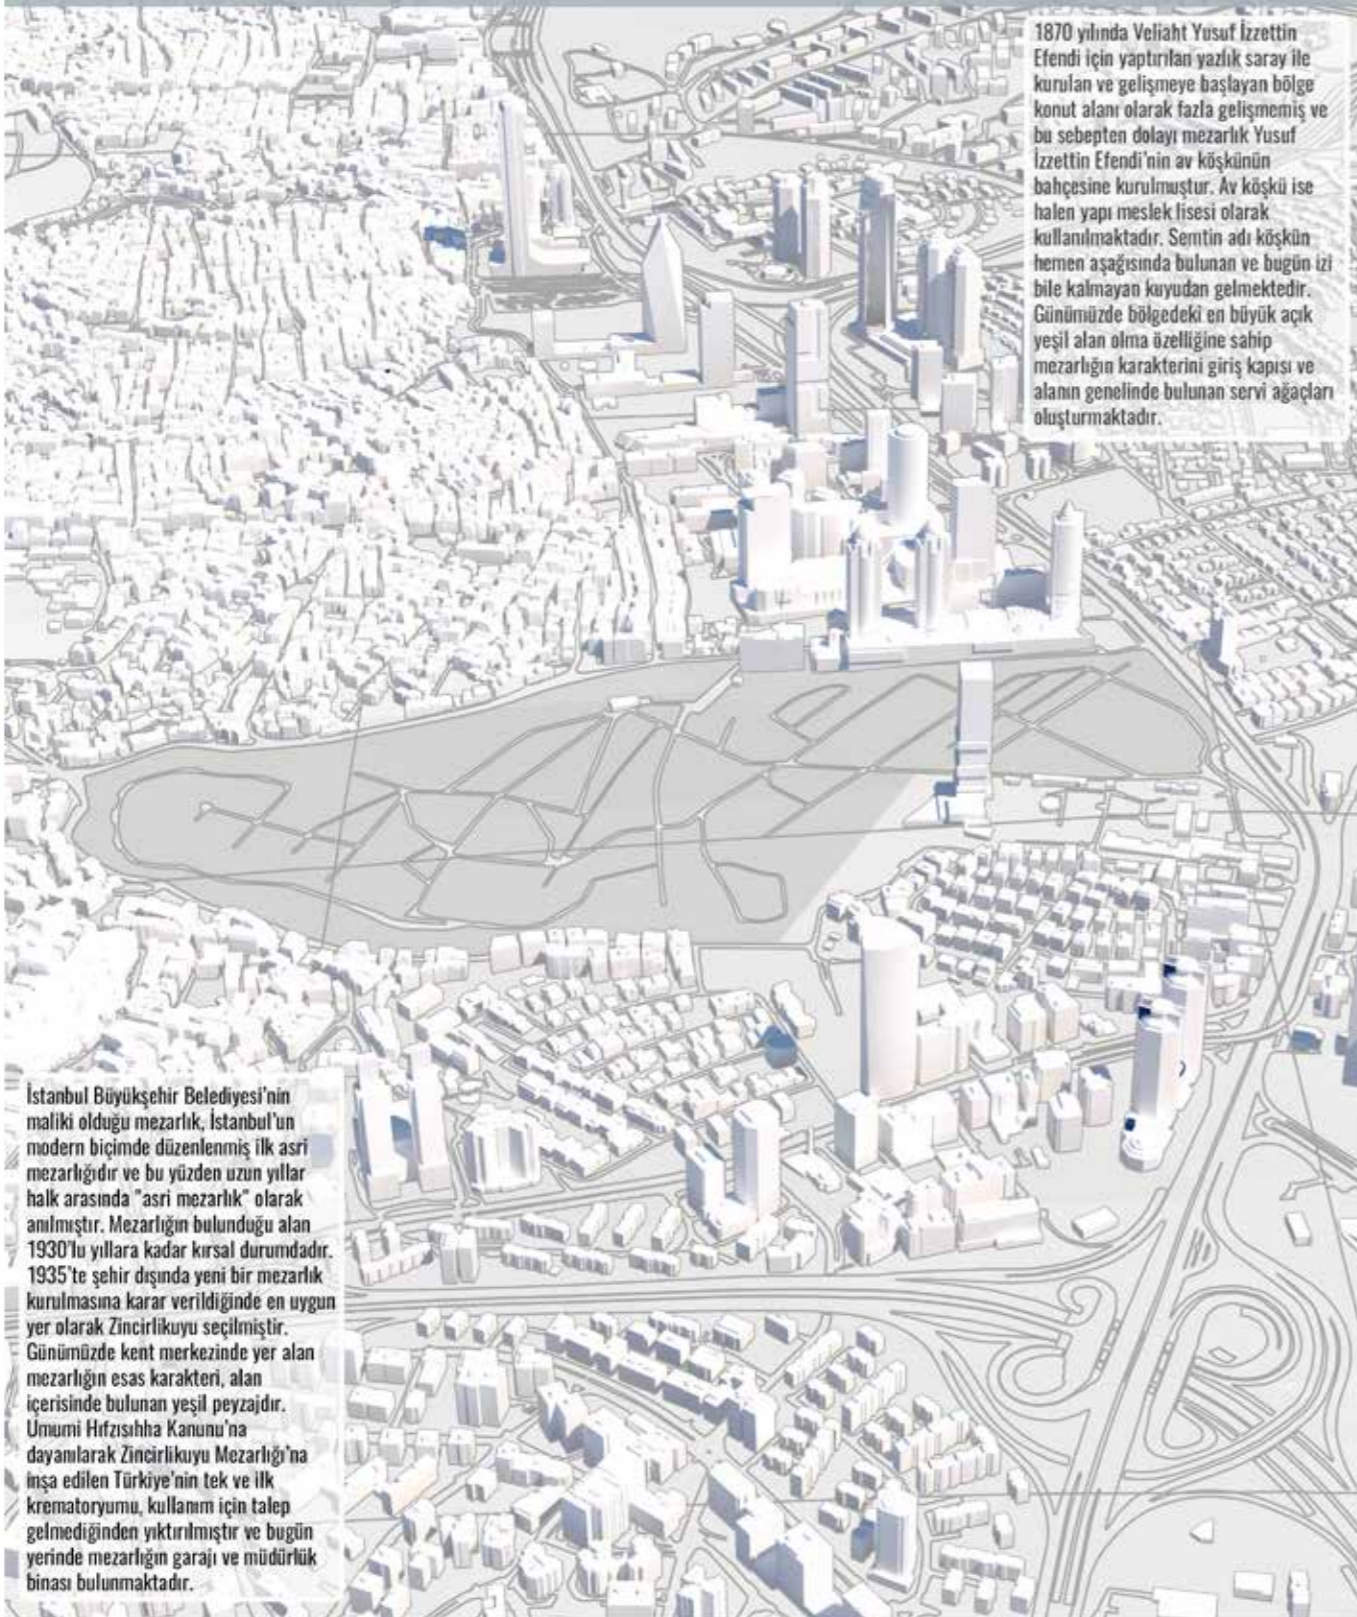 1870 yılında Veliaht Yusuf İzzettin
Efendi için yaptırılan yazlık saray ile
kurulan ve gelişmeye başlayan bölge
konut alanı olarak fazla gelişmemiş ve
bu sebepten dolayı mezarlık Yusuf
İzzettin Efendi'nin av köşkünün
bahçesine kurulmuştur. Av köşkü ise
halen yapı meslek lisesi olarak
kullanılmaktadır. Semtin adı köşkün
hemen aşağısında bulunan ve bugün izi
bile kalmayan kuyudan gelmektedir.
Günümüzde bölgedeki en büyük açık
yeşil alan olma özelliğine sahip
mezarlığın karakterini giriş kapısı ve
alanın genelinde bulunan servi ağaçları
oluşturmaktadır.
İstanbul Büyükşehir Belediyesi'nin
maliki olduğu mezarlık, İstanbul'un
modern biçimde düzenlenmiş ilk asri
mezarlığıdır ve bu yüzden uzun yıllar
halk arasında "asri mezarlık" olarak
anılmıştır. Mezarlığın bulunduğu alan
1930'lu yıllara kadar kırsal durumdadır.
1935'te şehir dışında yeni bir mezarlık
kurulmasına karar verildiğinde en uygun
yer olarak Zincirlikuyu seçilmiştir.
Günümüzde kent merkezinde yer alan
mezarlığın esas karakteri, alan
içerisinde bulunan yeşil peyzajdır.
Umumi Hıfzısıhha Kanunu'na
dayanılarak Zincirlikuyu Mezarlığı'na
inşa edilen Türkiye'nin tek ve ilk
krematoryumu, kullanım için talep
gelmediğinden yıktırılmıştır ve bugün
yerinde mezarlığın garajı ve müdürlük
binası bulunmaktadır.